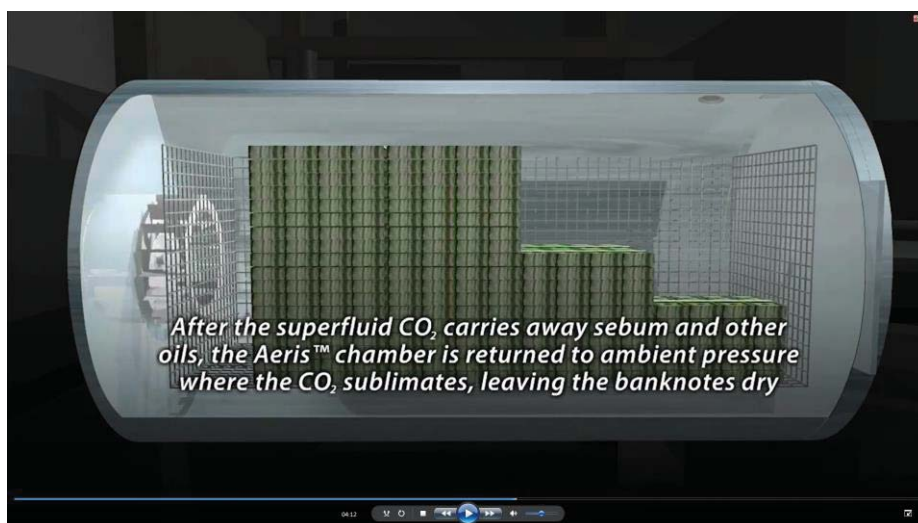 After the superfluid CO₂ carries away sebum and other
oils, the Aeris™ chamber is returned to ambient pressure
where the CO₂ sublimates, leaving the banknotes dry
04:12